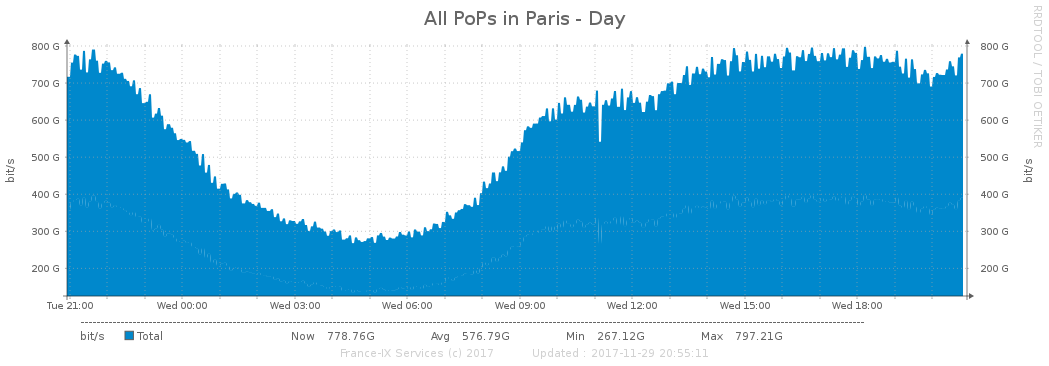 All PoPs in Paris - Day
RRDTOOL / TOBI OETIKER
bit/s
800 G
700 G
600 G
500 G
400 G
300 G
200 G
800 G
700 G
600 G
500 G
400 G
300 G
200 G
bit/s
Tue 21:00 Wed 00:00 Wed 03:00 Wed 06:00 Wed 09:00 Wed 12:00 Wed 15:00 Wed 18:00
bit/s Total Now 778.76G Avg 576.79G Min 267.12G Max 797.21G
France-IX Services (c) 2017 Updated : 2017-11-29 20:55:11